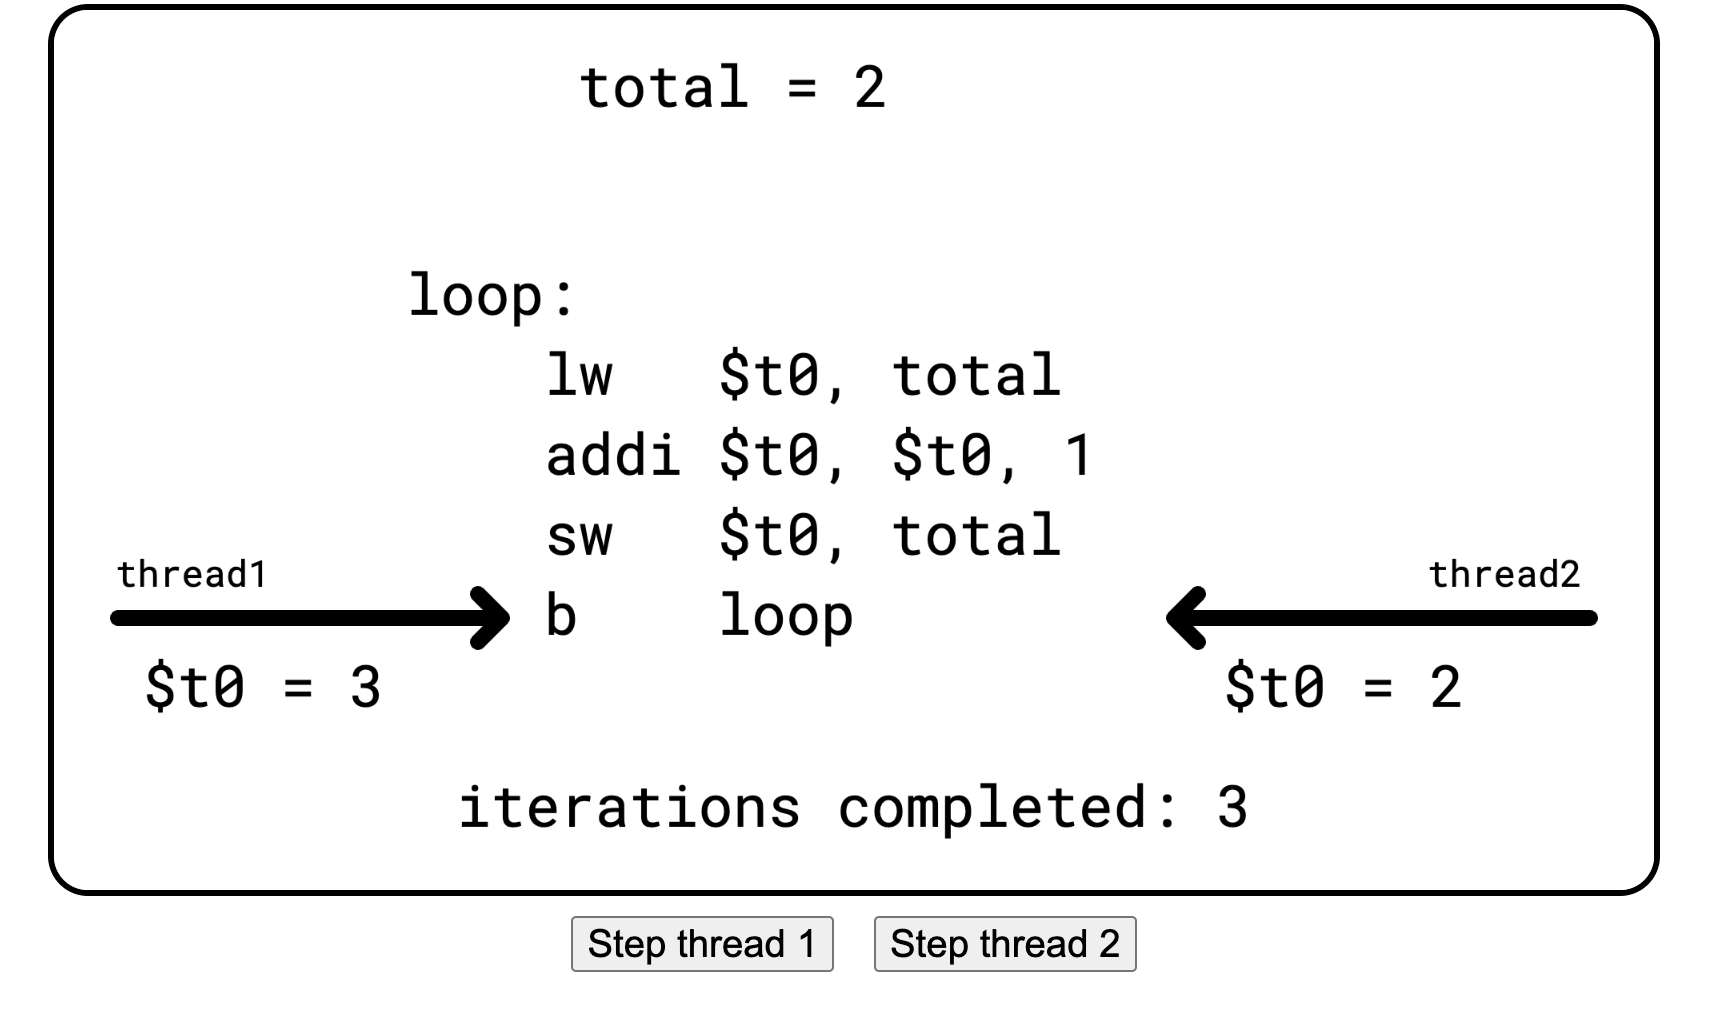 total = 2
loop:
lw $t0, total
addi $t0, $t0, 1
sw $t0, total
thread1
thread2
b loop
$t0 = 3
$t0 = 2
iterations completed: 3
Step thread 1
Step thread 2